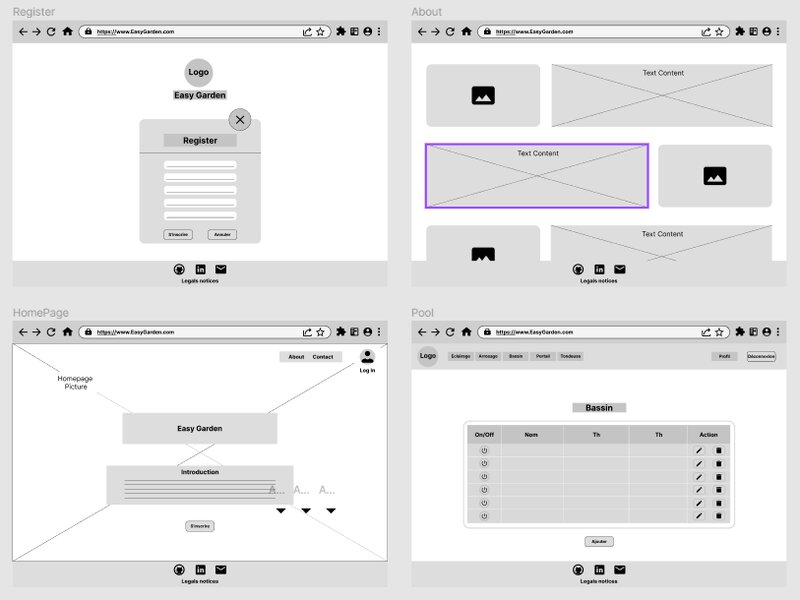 Register
https://www.EasyGarden.com
Logo
Easy Garden
Register
S'inscrire
Annuler
Legals notices
About
https://www.EasyGarden.com
Text Content
Text Content
Text Content
Legals notices
HomePage
https://www.EasyGarden.com
About Contact
Log In
Homepage
Picture
Easy Garden
Introduction
A... A... A...
S'inscrire
Legals notices
Pool
https://www.EasyGarden.com
Logo Eclairage Arrosage Bassin Portail Tondeuse Profil Déconnexion
Bassin
On/Off Nom Th Th Action
Ajouter
Legals notices